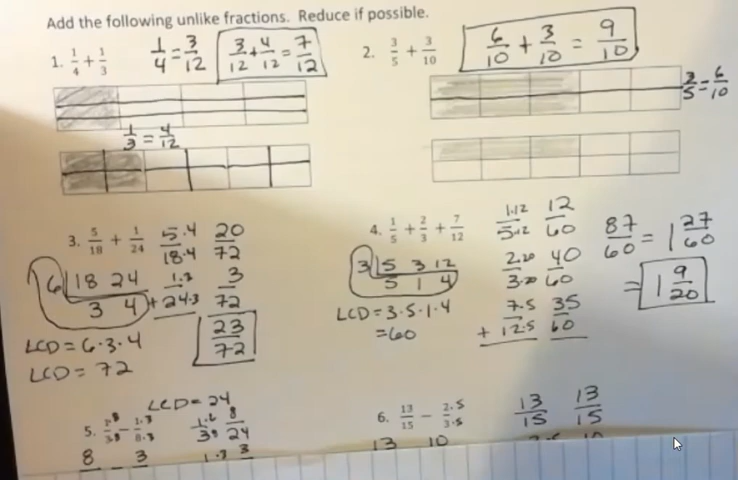 Add the following unlike fractions. Reduce if possible.
1. 1/4 + 1/3
1/4 = 3/12
3/12 + 4/12 = 7/12
1/3 = 4/12
2. 3/5 + 3/10
6/10 + 3/10 = 9/10
3/5 = 6/10
3. 5/18 + 1/24
5·4/18·4 20/72
6 18 24
3 4
+ 1·3/24·3 3/72
23/72
LCD = 6·3·4
LCD = 72
4. 1/5 + 2/3 + 7/12
1·12/5·12 12/60
3 5 3 12
5 1 4
2·20/3·20 40/60
LCD = 3·5·1·4
= 60
+ 7·5/12·5 35/60
87/60 = 1 27/60
= 1 9/20
LCD = 24
5.
8 3
8/24
6. 13/15 - 2·5/3·5
13 10
13/15 13/15